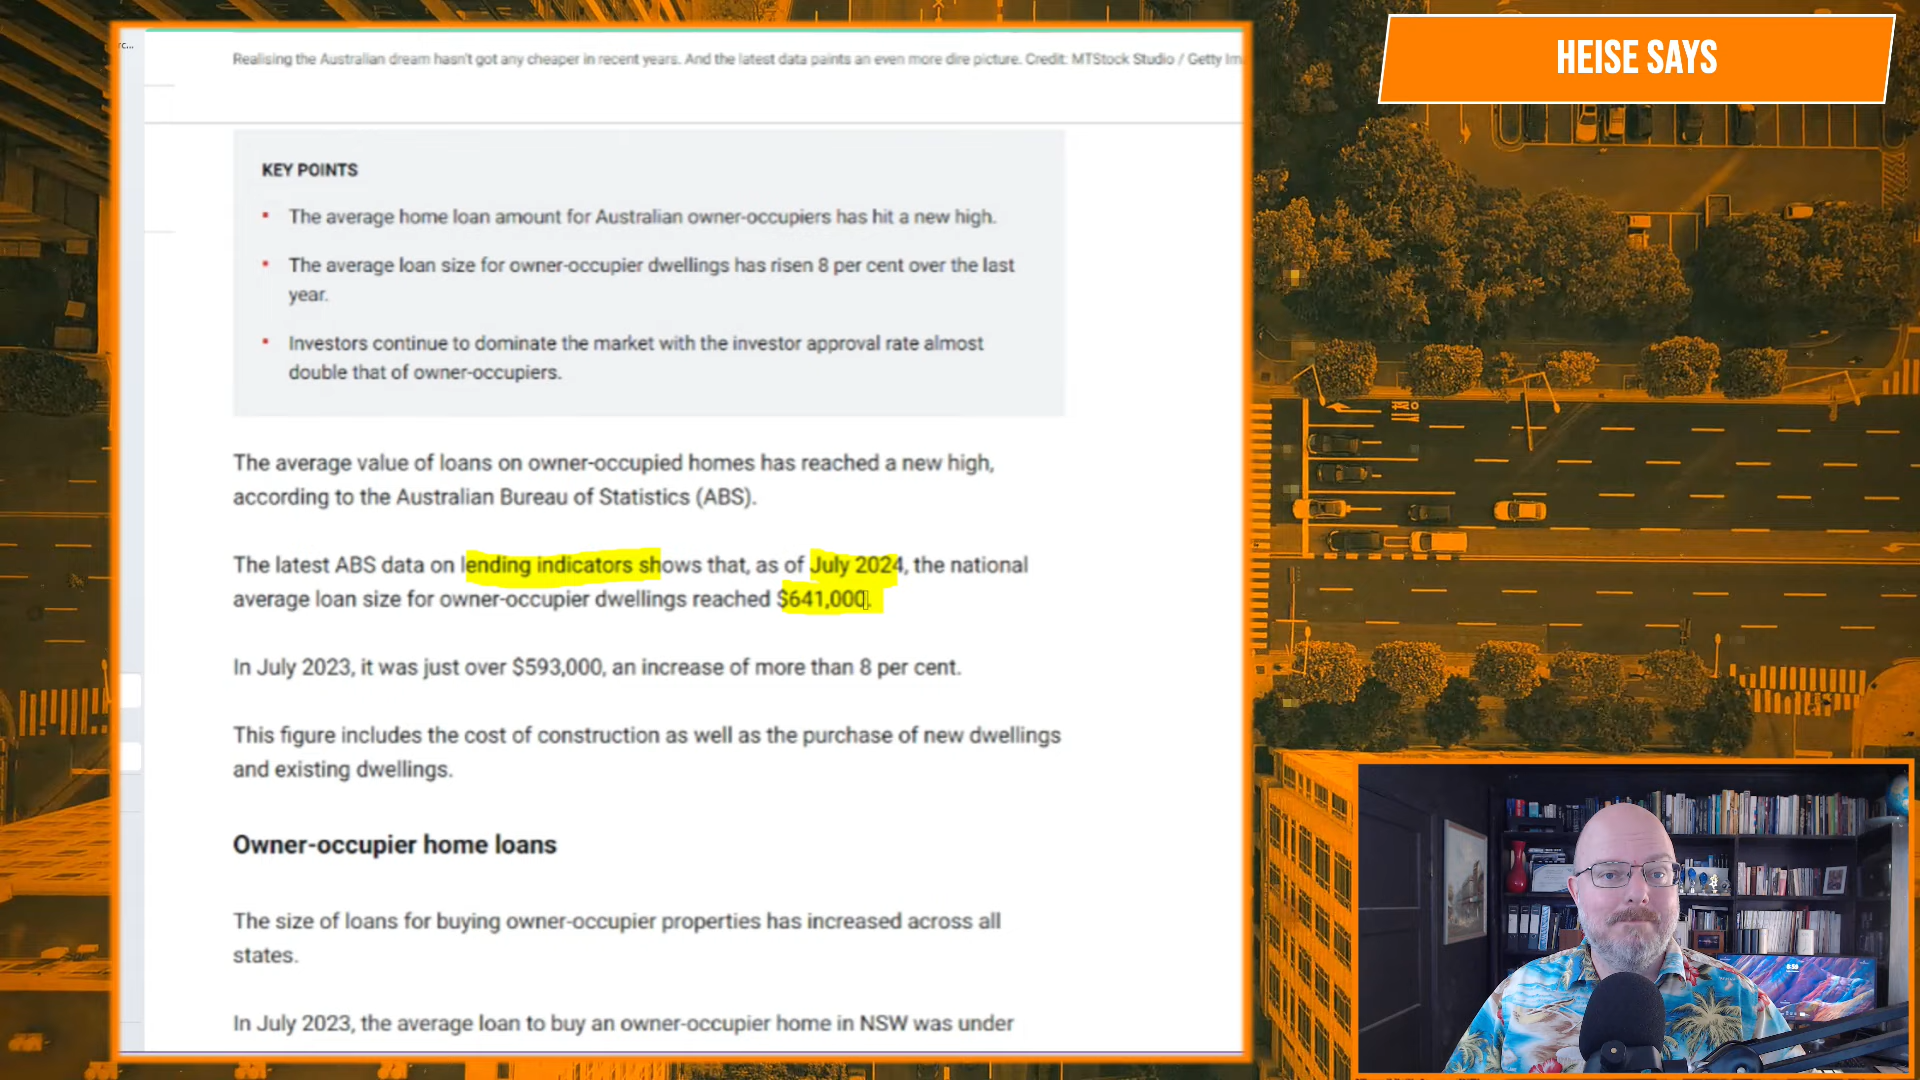 rc...
Realising the Australian dream hasn't got any cheaper in recent years. And the latest data paints an even more dire picture. Credit: MTStock Studio / Getty Im
HEISE SAYS
KEY POINTS
The average home loan amount for Australian owner-occupiers has hit a new high.
The average loan size for owner-occupier dwellings has risen 8 per cent over the last
year.
Investors continue to dominate the market with the investor approval rate almost
double that of owner-occupiers.
The average value of loans on owner-occupied homes has reached a new high,
according to the Australian Bureau of Statistics (ABS).
The latest ABS data on lending indicators shows that, as of July 2024, the national
average loan size for owner-occupier dwellings reached $641,000.
In July 2023, it was just over $593,000, an increase of more than 8 per cent.
This figure includes the cost of construction as well as the purchase of new dwellings
and existing dwellings.
Owner-occupier home loans
The size of loans for buying owner-occupier properties has increased across all
states.
In July 2023, the average loan to buy an owner-occupier home in NSW was under